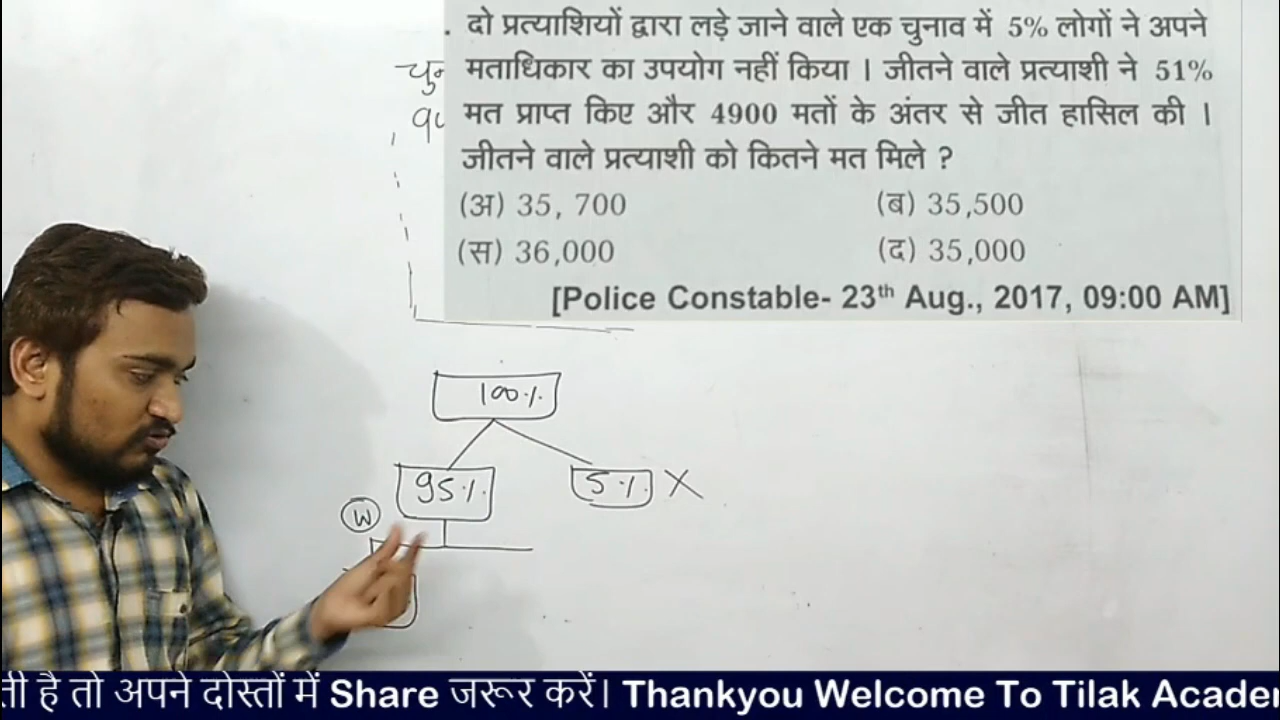 . दो प्रत्याशियों द्वारा लड़े जाने वाले एक चुनाव में 5% लोगों ने अपने
मताधिकार का उपयोग नहीं किया । जीतने वाले प्रत्याशी ने 51%
मत प्राप्त किए और 4900 मतों के अंतर से जीत हासिल की ।
जीतने वाले प्रत्याशी को कितने मत मिले ?
(अ) 35, 700 (ब) 35,500
(स) 36,000 (द) 35,000
[Police Constable- 23th Aug., 2017, 09:00 AM]
100%
95% 5% X
W
है तो अपने दोस्तों में Share जरूर करें। Thankyou Welcome To Tilak